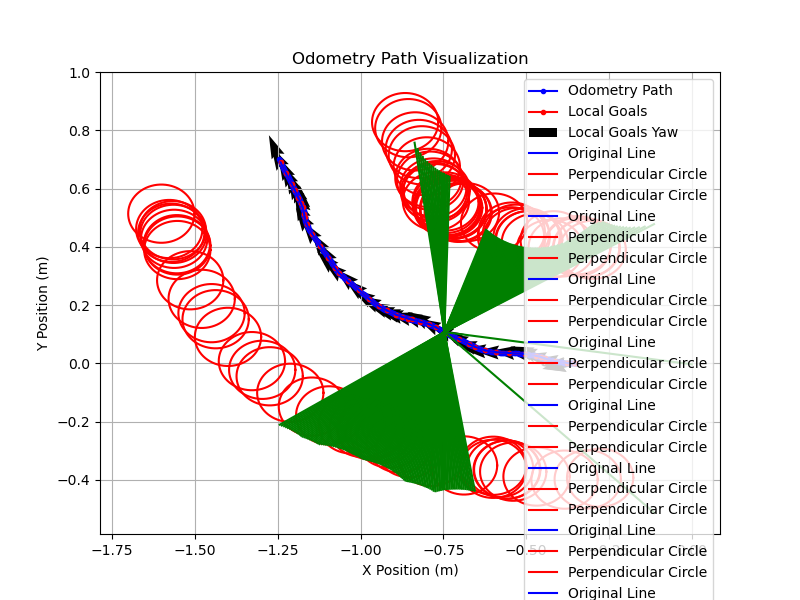 Odometry Path Visualization
1.0
0.8
0.6
0.4
0.2
0.0
−0.2
−0.4
Y Position (m)
−1.75
−1.50
−1.25
−1.00
−0.75
X Position (m)
Odometry Path
Local Goals
Local Goals Yaw
Original Line
Perpendicular Circle
Perpendicular Circle
Original Line
Perpendicular Circle
Perpendicular Circle
Original Line
Perpendicular Circle
Perpendicular Circle
Original Line
Perpendicular Circle
Perpendicular Circle
Original Line
Perpendicular Circle
Perpendicular Circle
Original Line
Perpendicular Circle
Perpendicular Circle
Original Line
Perpendicular Circle
Perpendicular Circle
Original Line